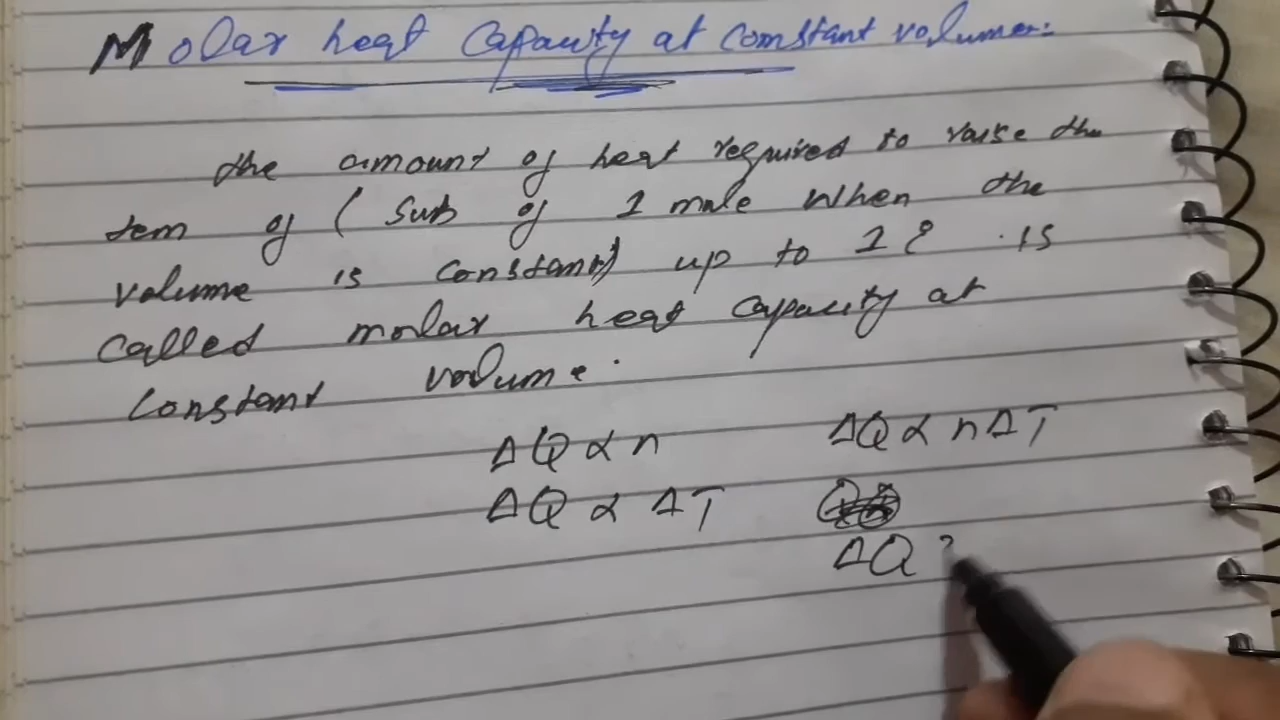 Molar heat Capacity at constant volume:
the amount of heat required to raise the
tem of (Sub of 1 mole when the
volume is constant) up to 1 . is
called molar heat capacity at
constant volume.
ΔQ ∝ n ΔQ ∝ nΔT
ΔQ ∝ ΔT
ΔQ